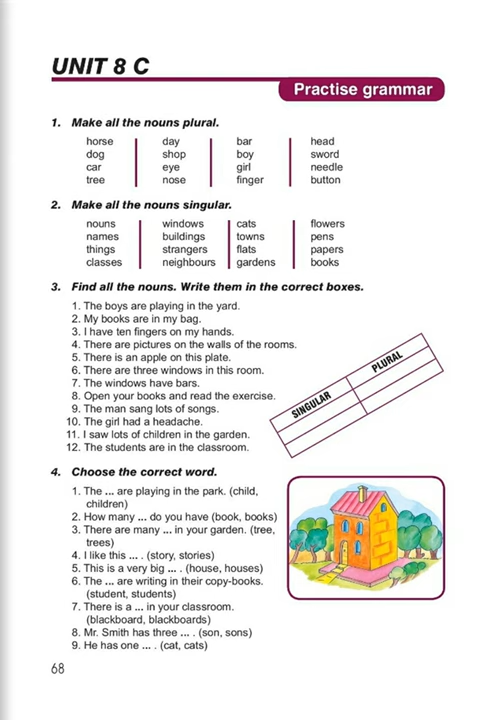 UNIT 8 C
Practise grammar
1. Make all the nouns plural.
horse day bar head
dog shop boy sword
car eye girl needle
tree nose finger button
2. Make all the nouns singular.
nouns windows cats flowers
names buildings towns pens
things strangers flats papers
classes neighbours gardens books
3. Find all the nouns. Write them in the correct boxes.
1. The boys are playing in the yard.
2. My books are in my bag.
3. I have ten fingers on my hands.
4. There are pictures on the walls of the rooms.
5. There is an apple on this plate.
6. There are three windows in this room.
7. The windows have bars.
8. Open your books and read the exercise.
9. The man sang lots of songs.
10. The girl had a headache.
11. I saw lots of children in the garden.
12. The students are in the classroom.
SINGULAR PLURAL
4. Choose the correct word.
1. The ... are playing in the park. (child,
children)
2. How many ... do you have (book, books)
3. There are many ... in your garden. (tree,
trees)
4. I like this ... . (story, stories)
5. This is a very big ... . (house, houses)
6. The ... are writing in their copy-books.
(student, students)
7. There is a ... in your classroom.
(blackboard, blackboards)
8. Mr. Smith has three ... . (son, sons)
9. He has one ... . (cat, cats)
68